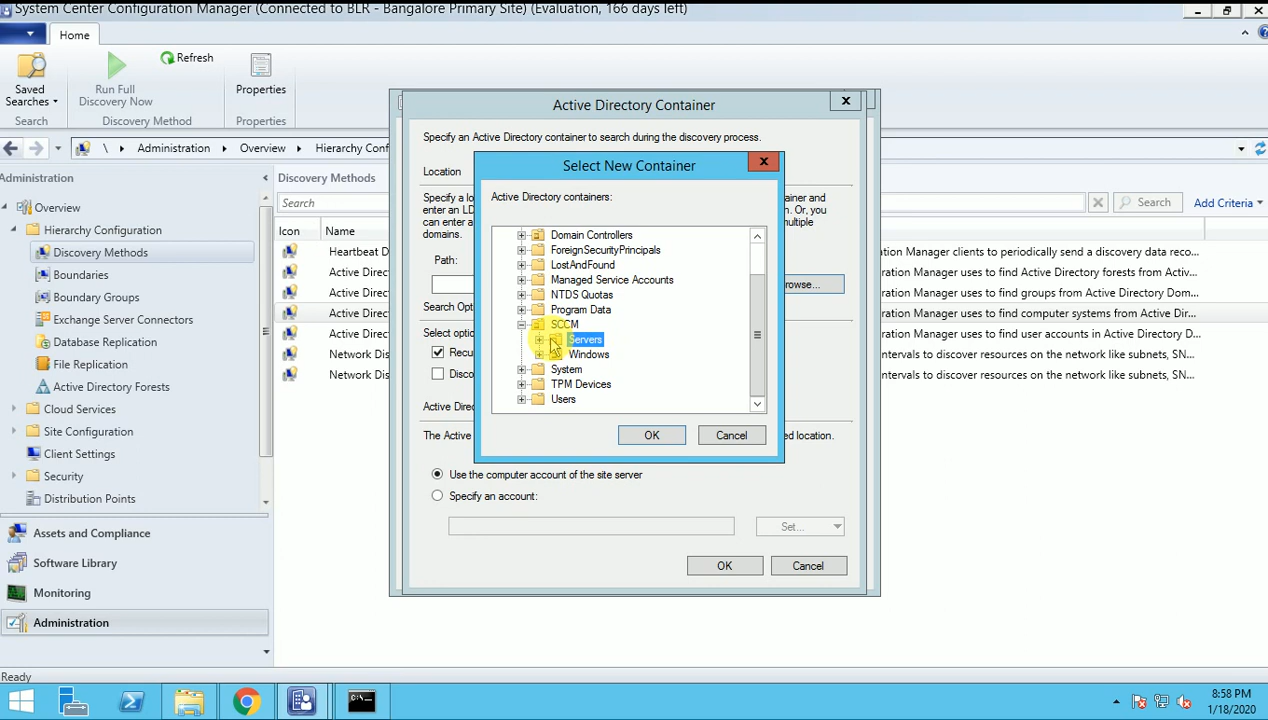 System Center Configuration Manager (Connected to BLR - Bangalore Primary Site) (Evaluation, 166 days left)
Home
Saved Searches
Run Full Discovery Now
Refresh
Properties
Search
Discovery Method
Properties
\ Administration Overview Hierarchy Conf
Administration
Overview
Hierarchy Configuration
Discovery Methods
Boundaries
Boundary Groups
Exchange Server Connectors
Database Replication
File Replication
Active Directory Forests
Cloud Services
Site Configuration
Client Settings
Security
Distribution Points
Assets and Compliance
Software Library
Monitoring
Administration
Discovery Methods
Search
Search
Add Criteria
Icon Name
Heartbeat D
ration Manager clients to periodically send a discovery data reco...
Active Direc
ration Manager uses to find Active Directory forests from Activ...
Active Direc
ration Manager uses to find groups from Active Directory Dom...
Active Direc
ration Manager uses to find computer systems from Active Dir...
Active Direc
ration Manager uses to find user accounts in Active Directory D...
Network Dis
intervals to discover resources on the network like subnets, SN...
Network Dis
intervals to discover resources on the network like subnets, SN...
Active Directory Container
x
Specify an Active Directory container to search during the discovery process.
Location
Specify a lo
ainer and
enter an LD
n. Or, you
can enter a
multiple
domains.
Path:
owse...
Search Opti
Select optio
Recu
Disco
Active Direc
The Active
ed location.
Use the computer account of the site server
Specify an account:
Set...
OK
Cancel
Select New Container
x
Active Directory containers:
Domain Controllers
ForeignSecurityPrincipals
LostAndFound
Managed Service Accounts
NTDS Quotas
Program Data
SCCM
Servers
Windows
System
TPM Devices
Users
OK
Cancel
Ready
8:58 PM
1/18/2020